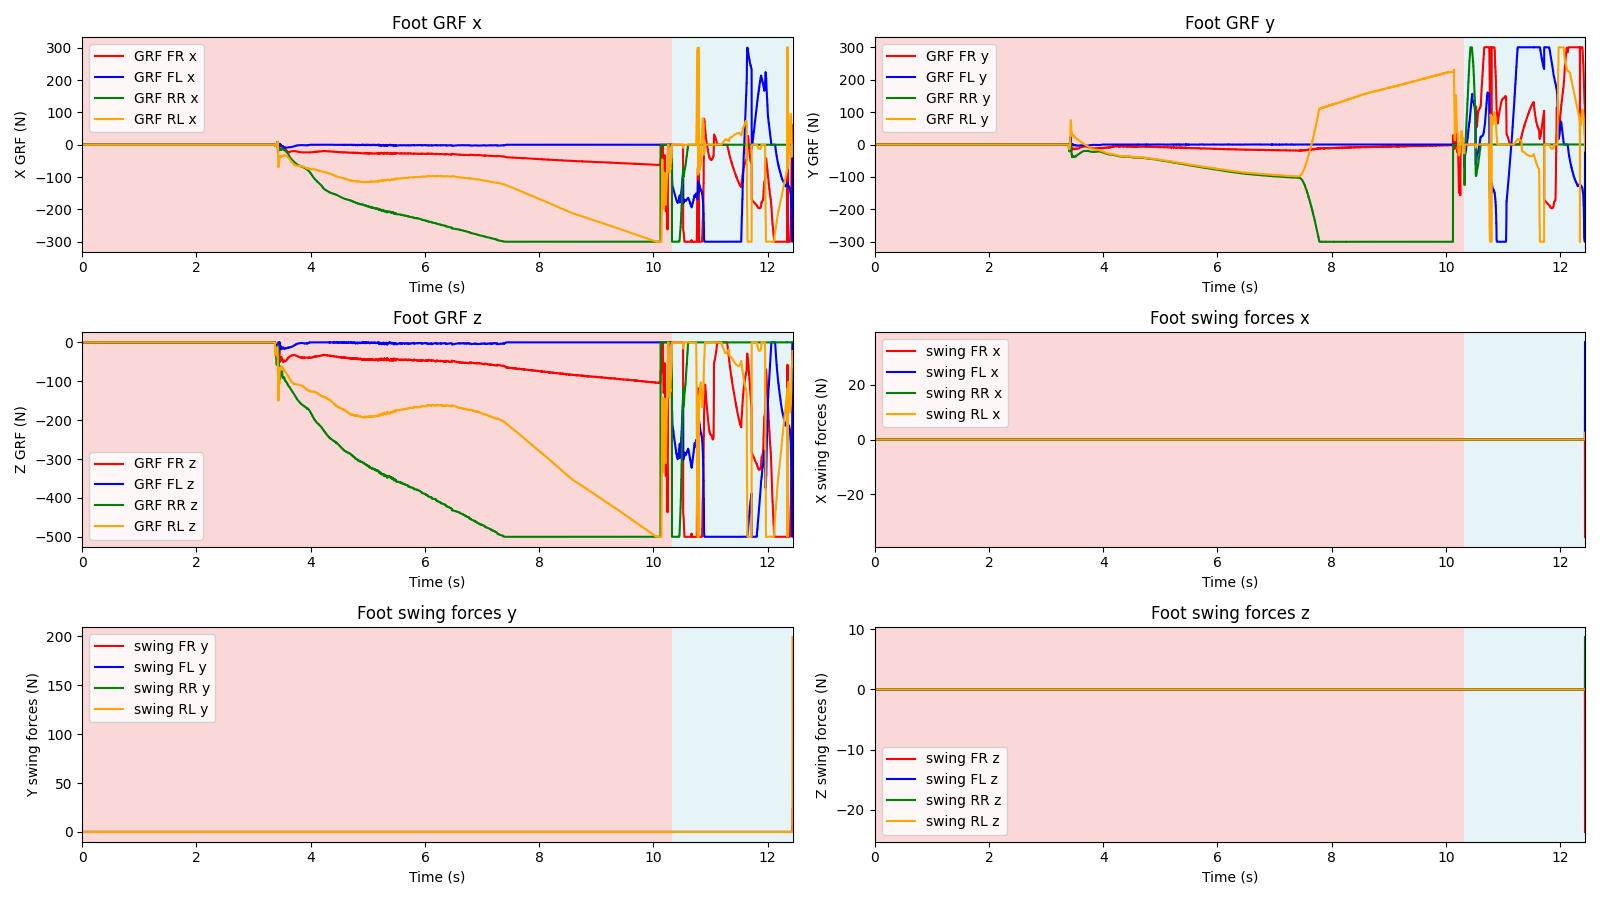 Foot GRF x
X GRF (N)
300
200
100
0
−100
−200
−300
GRF FR x
GRF FL x
GRF RR x
GRF RL x
0 2 4 6 8 10 12
Time (s)
Foot GRF y
Y GRF (N)
300
200
100
0
−100
−200
−300
GRF FR y
GRF FL y
GRF RR y
GRF RL y
0 2 4 6 8 10 12
Time (s)
Foot GRF z
Z GRF (N)
0
−100
−200
−300
−400
−500
GRF FR z
GRF FL z
GRF RR z
GRF RL z
0 2 4 6 8 10 12
Time (s)
Foot swing forces x
X swing forces (N)
20
0
−20
swing FR x
swing FL x
swing RR x
swing RL x
0 2 4 6 8 10 12
Time (s)
Foot swing forces y
Y swing forces (N)
200
150
100
50
0
swing FR y
swing FL y
swing RR y
swing RL y
0 2 4 6 8 10 12
Time (s)
Foot swing forces z
Z swing forces (N)
10
0
−10
−20
swing FR z
swing FL z
swing RR z
swing RL z
0 2 4 6 8 10 12
Time (s)